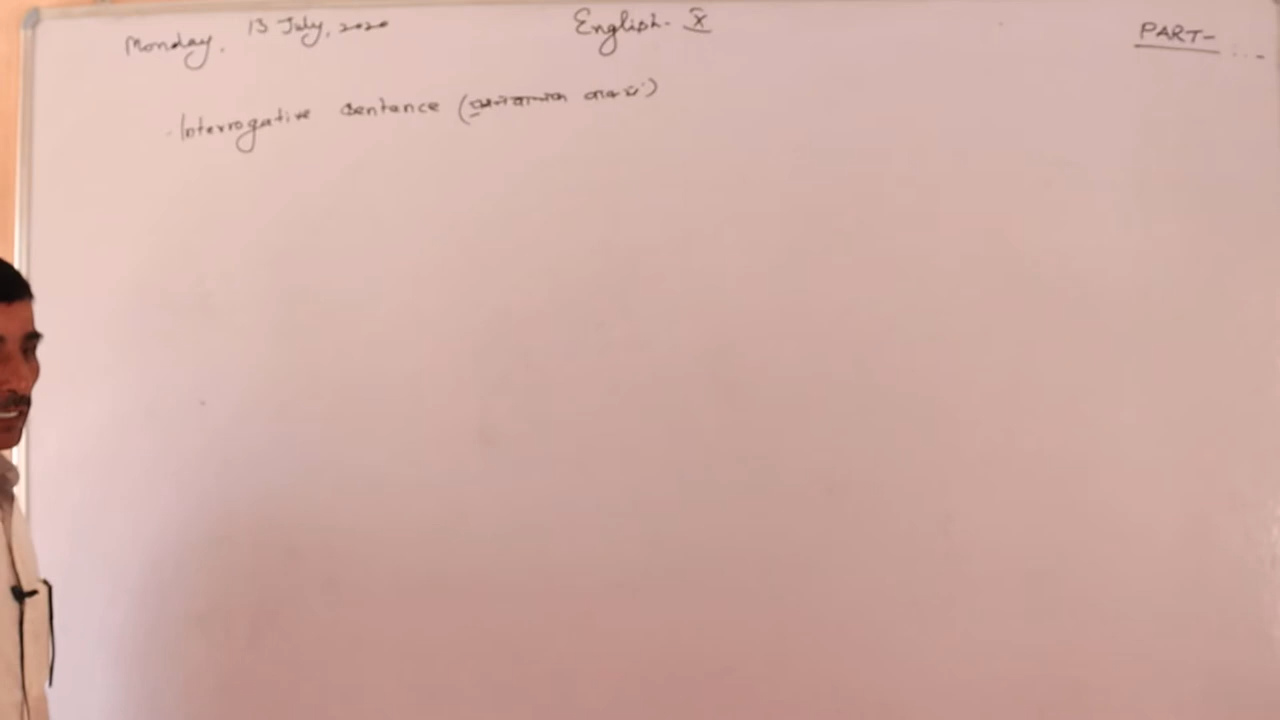 Monday, 13 July, 2020
English - X
PART- ....
Interrogative Sentence (प्रश्नवाचक वाक्य)